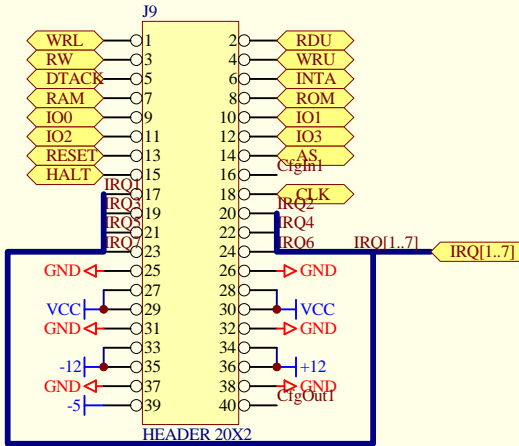 J9
WRL 1 2 RDU
RW 3 4 WRU
DTACK 5 6 INTA
RAM 7 8 ROM
IO0 9 10 IO1
IO2 11 12 IO3
RESET 13 14 AS
HALT 15 16 CfgIn1
IRQ1 17 18 CLK
IRQ3 19 20 IRQ2
IRQ5 21 22 IRQ4
IRQ7 23 24 IRQ6 IRQ[1..7] IRQ[1..7]
GND 25 26 GND
27 28
VCC 29 30 VCC
GND 31 32 GND
33 34
-12 35 36 +12
GND 37 38 GND
-5 39 40 CfgOut1
HEADER 20X2